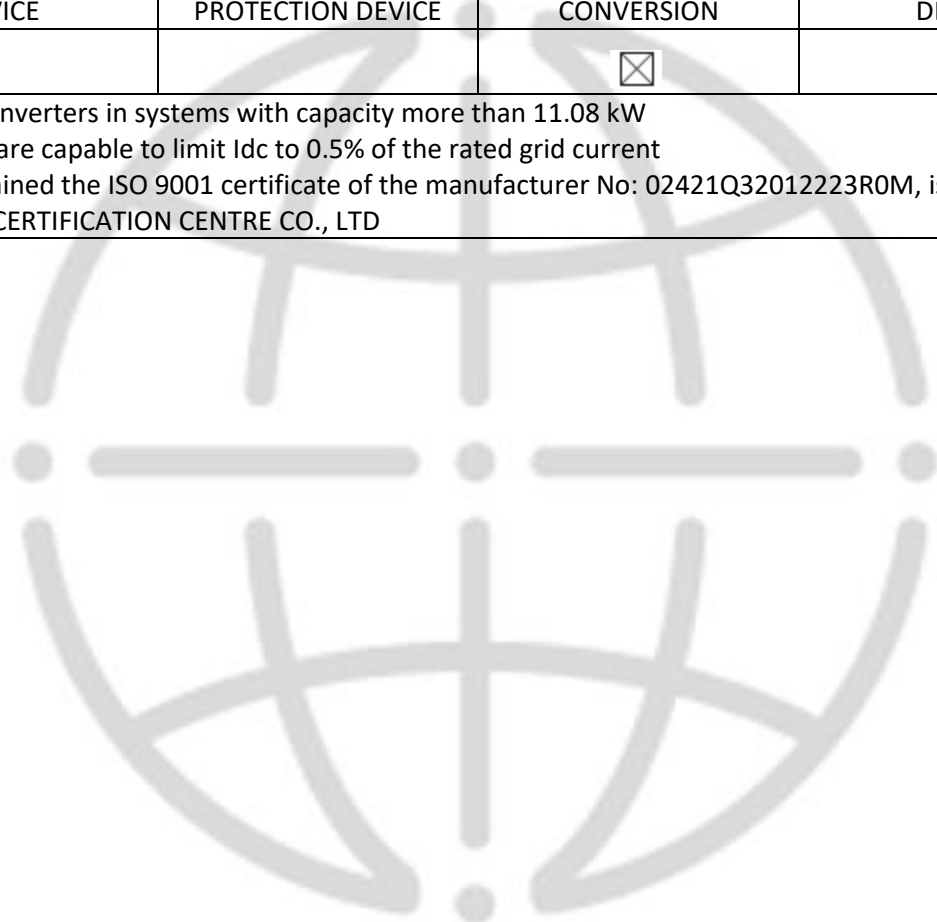 VICE PROTECTION DEVICE CONVERSION
nverters in systems with capacity more than 11.08 kW
are capable to limit Idc to 0.5% of the rated grid current
ained the ISO 9001 certificate of the manufacturer No: 02421Q32012223R0M, i
CERTIFICATION CENTRE CO., LTD